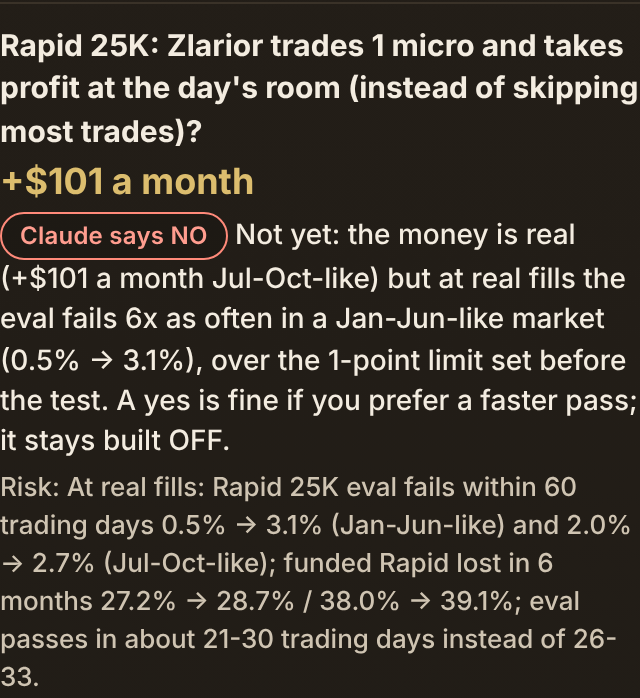 Rapid 25K: Zlarior trades 1 micro and takes
profit at the day's room (instead of skipping
most trades)?
+$101 a month
Claude says NO Not yet: the money is real
(+$101 a month Jul-Oct-like) but at real fills the
eval fails 6x as often in a Jan-Jun-like market
(0.5% → 3.1%), over the 1-point limit set before
the test. A yes is fine if you prefer a faster pass;
it stays built OFF.
Risk: At real fills: Rapid 25K eval fails within 60
trading days 0.5% → 3.1% (Jan-Jun-like) and 2.0%
→ 2.7% (Jul-Oct-like); funded Rapid lost in 6
months 27.2% → 28.7% / 38.0% → 39.1%; eval
passes in about 21-30 trading days instead of 26-
33.